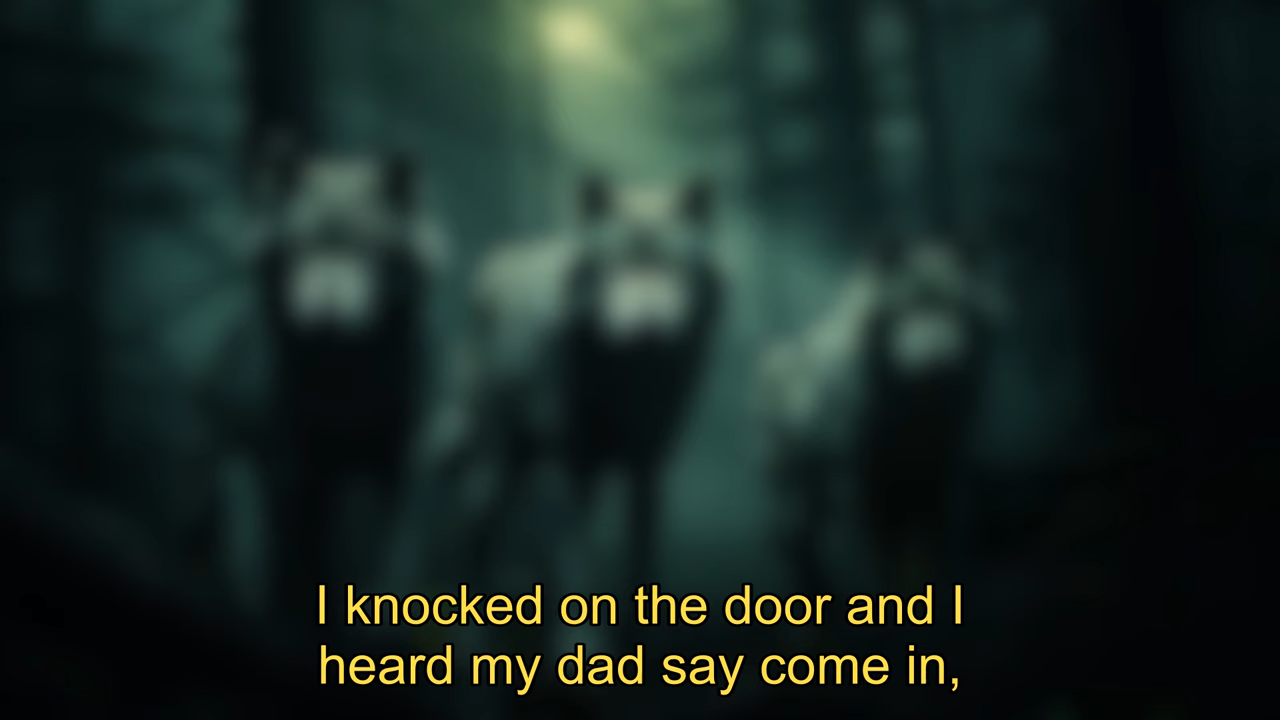 I knocked on the door and I
heard my dad say come in,